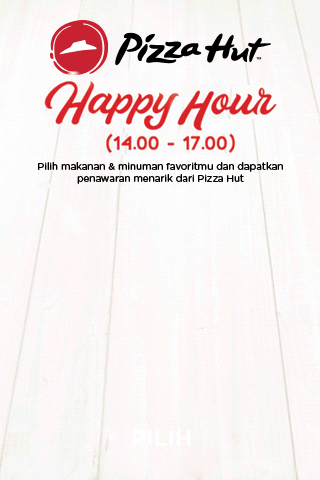 Pizza Hut
Happy Hour
(14.00 - 17.00)
Pilih makanan & minuman favoritmu dan dapatkan
penawaran menarik dari Pizza Hut
PILIH